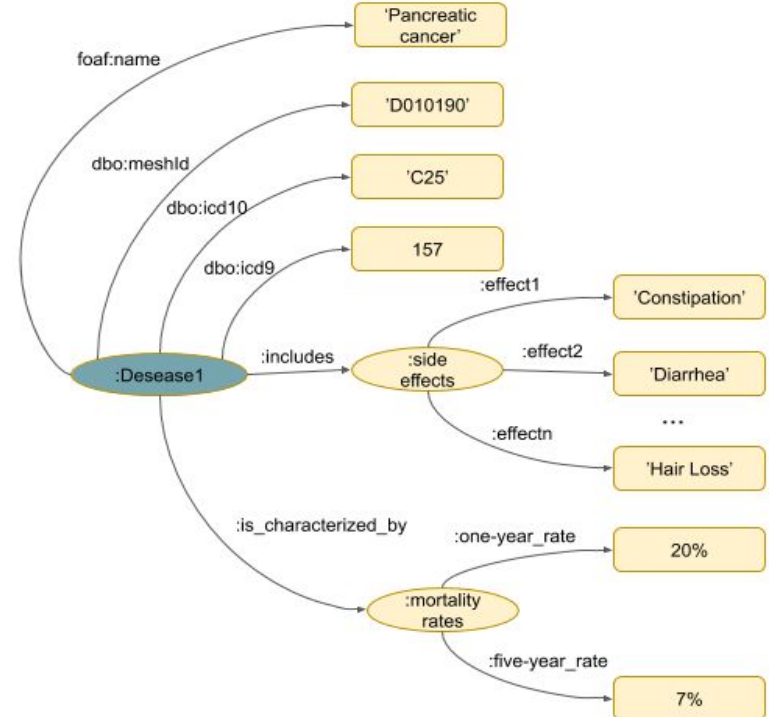 ’Pancreatic
cancer’
foaf:name
’D010190’
dbo:meshId
’C25’
dbo:icd10
157
dbo:icd9
:effect1
’Constipation’
:includes
:side
effects
:effect2
:Desease1
’Diarrhea’
...
:effectn
’Hair Loss’
:is_characterized_by
:one-year_rate
20%
:mortality
rates
:five-year_rate
7%